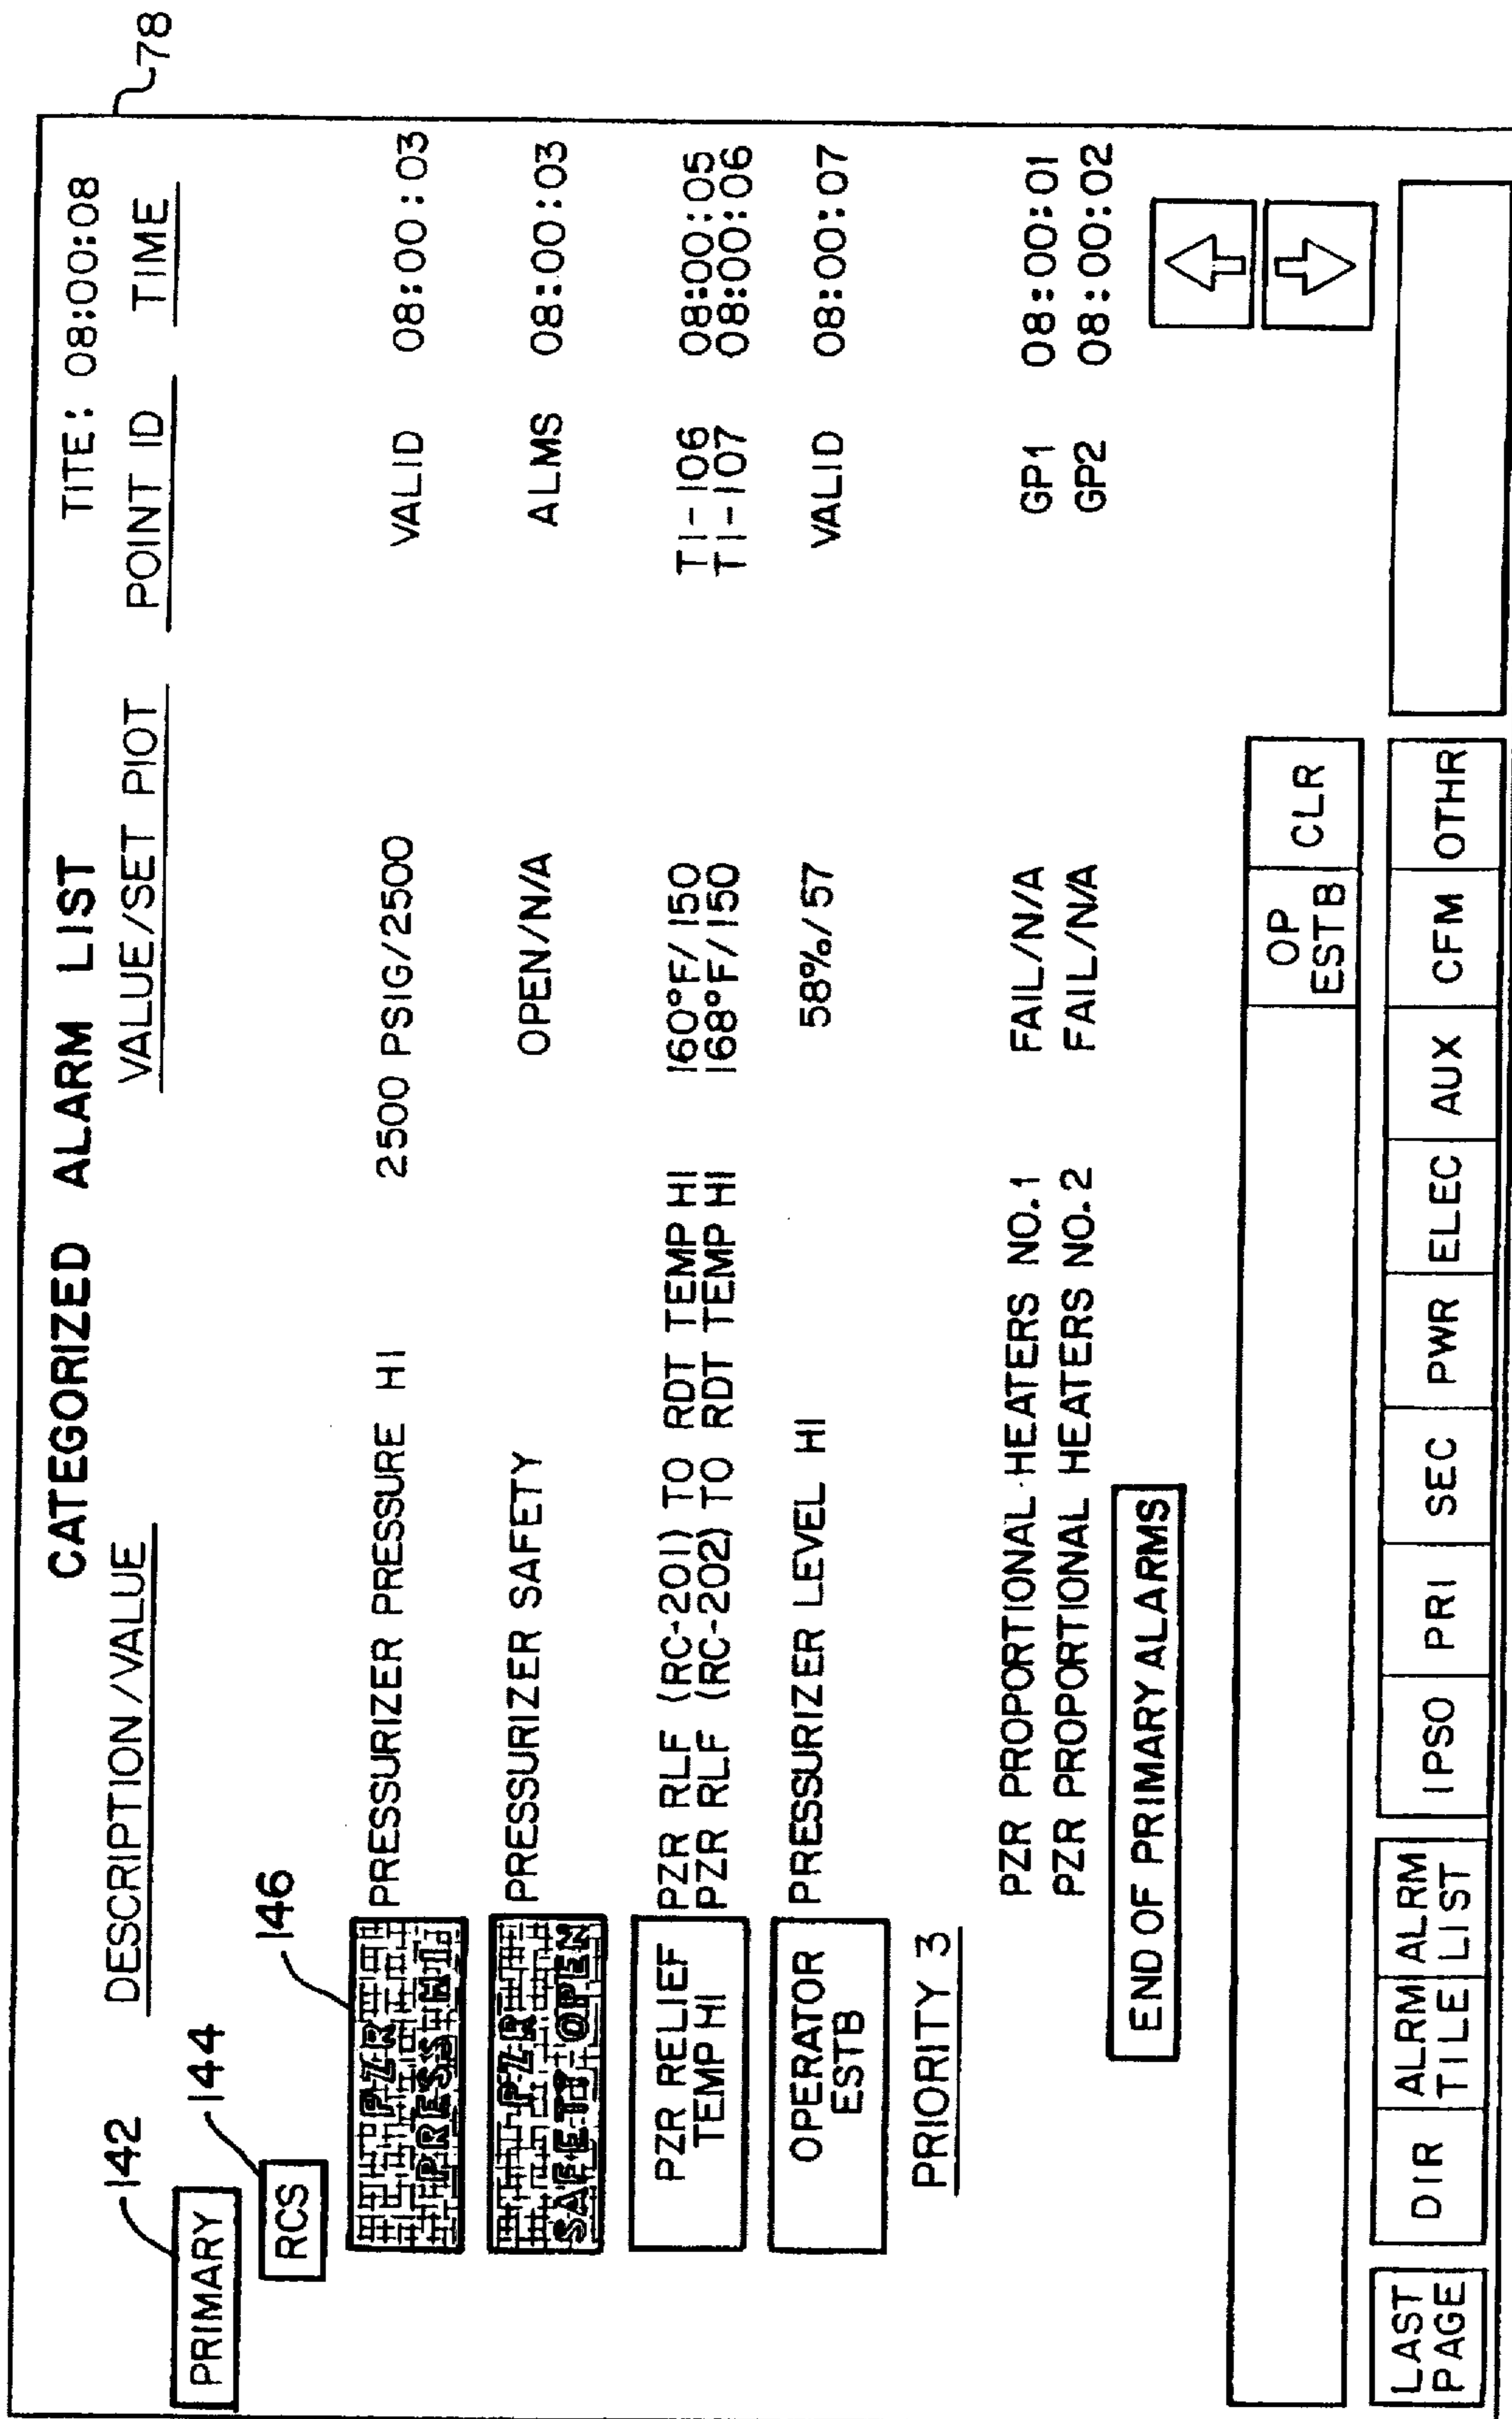 78
CATEGORIZED ALARM LIST
TITE: 08:00:08
DESCRIPTION/VALUE VALUE/SET PIOT POINT ID TIME
PRIMARY 142
RCS 144
146
PZR PRESS HI PRESSURIZER PRESSURE HI 2500 PSIG/2500 VALID 08:00:03
PZR SAFETY OPEN PRESSURIZER SAFETY OPEN/N/A ALMS 08:00:03
PZR RELIEF TEMP HI PZR RLF (RC-201) TO RDT TEMP HI 160°F/150 TI-106 08:00:05
PZR RLF (RC-202) TO RDT TEMP HI 168°F/150 TI-107 08:00:06
OPERATOR ESTB PRESSURIZER LEVEL HI 58%/57 VALID 08:00:07
PRIORITY 3
PZR PROPORTIONAL HEATERS NO.1 FAIL/N/A GP1 08:00:01
PZR PROPORTIONAL HEATERS NO.2 FAIL/N/A GP2 08:00:02
END OF PRIMARY ALARMS
OP ESTB CLR
LAST PAGE DIR ALRM TILE ALRM LIST IPSO PRI SEC PWR ELEC AUX CFM OTHR